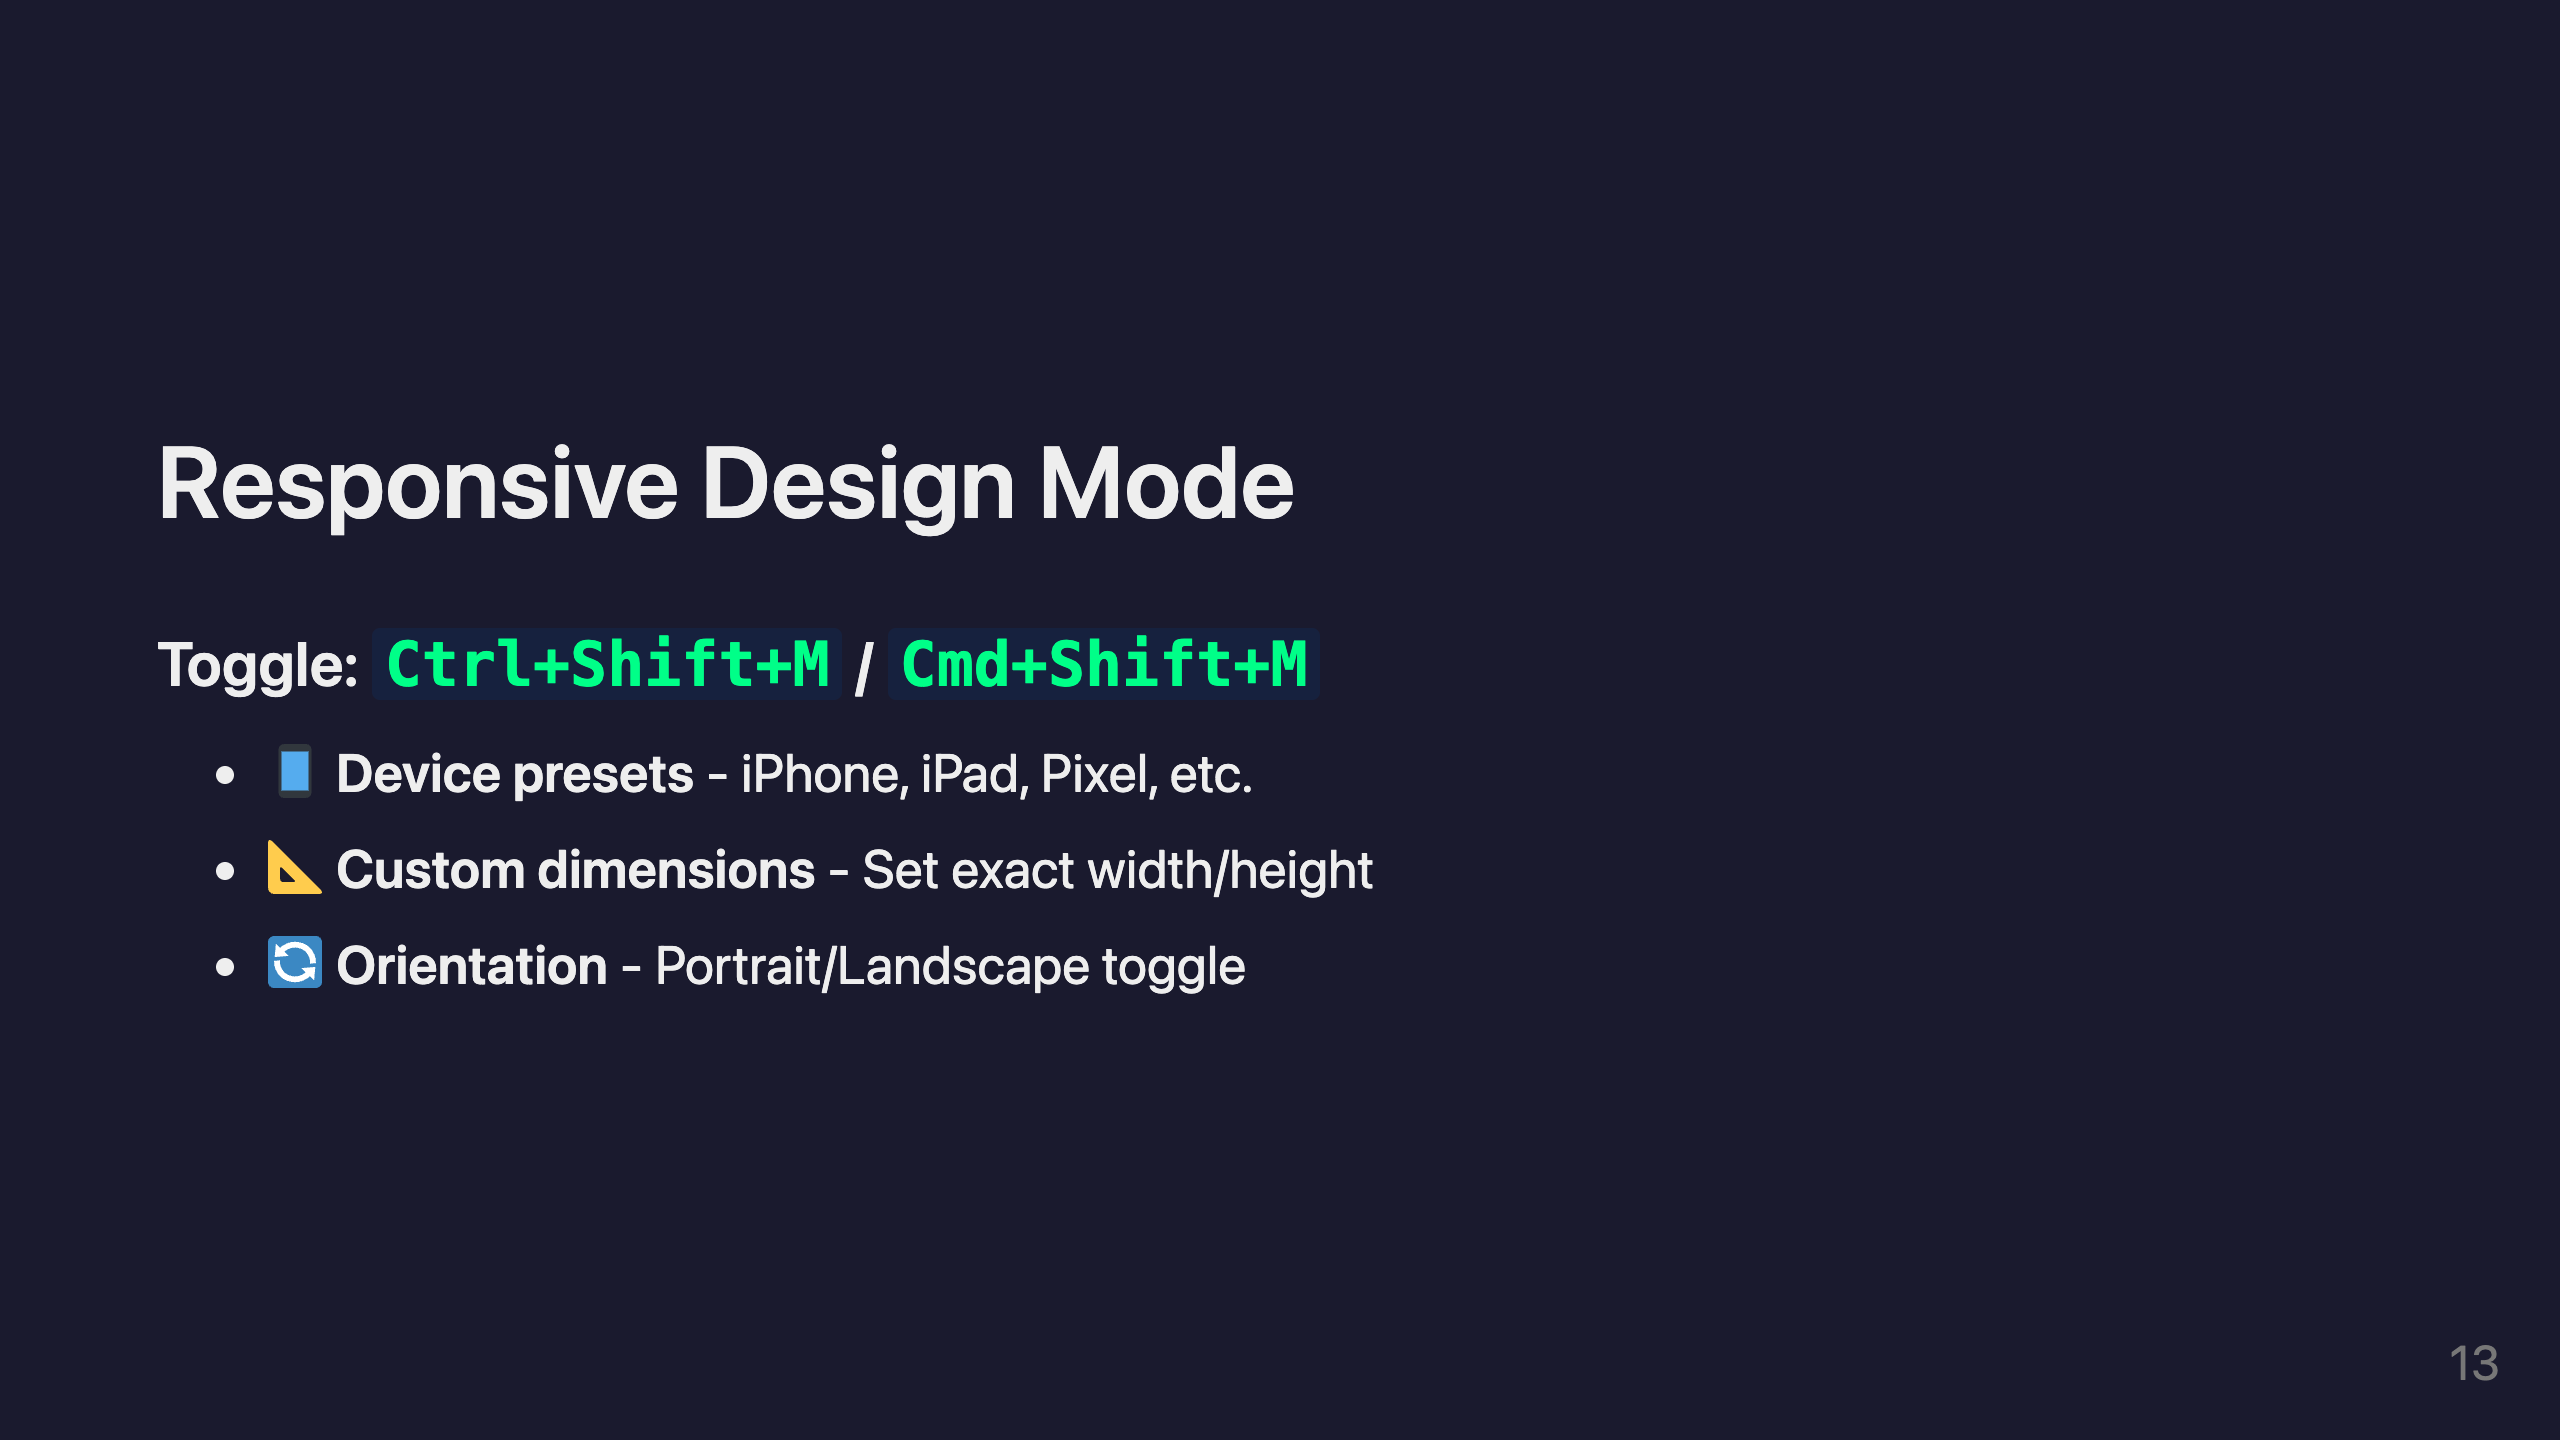 Responsive Design Mode
Toggle: Ctrl+Shift+M / Cmd+Shift+M
• Device presets - iPhone, iPad, Pixel, etc.
• Custom dimensions - Set exact width/height
• Orientation - Portrait/Landscape toggle
13